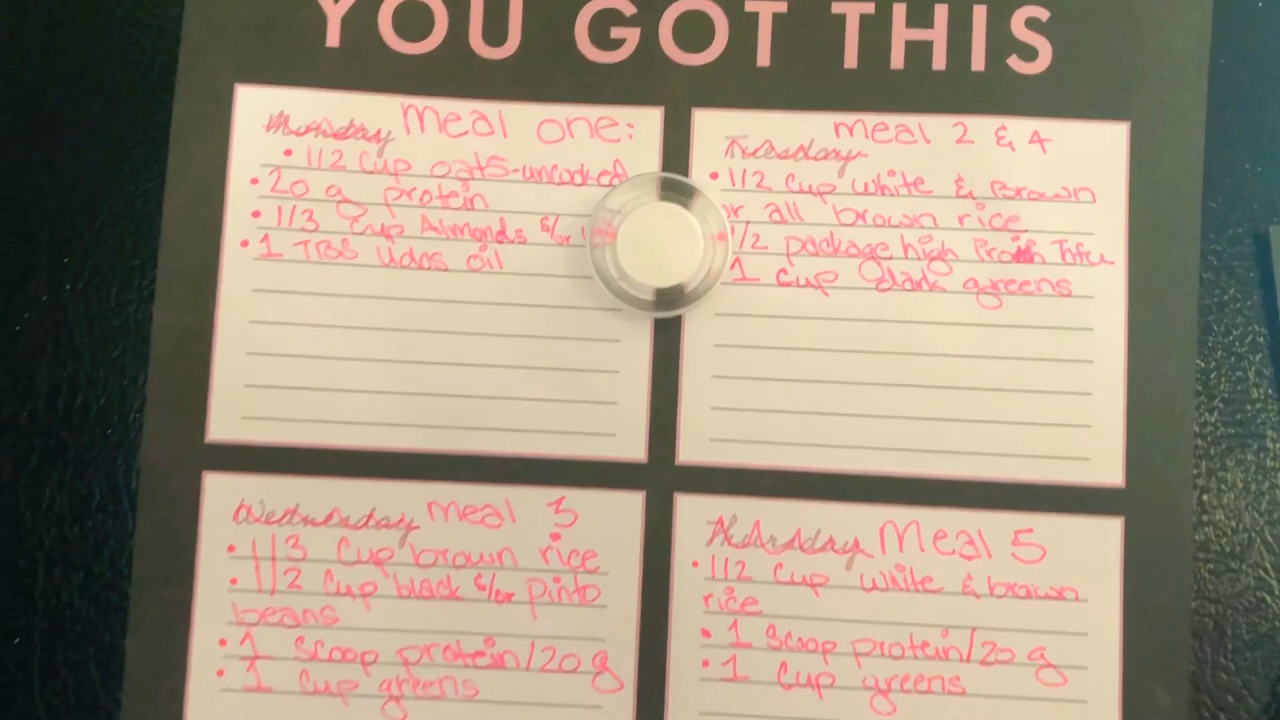 YOU GOT THIS
Monday Meal one:
• 1/2 Cup oats-uncooked
• 20 g protein
• 1/3 Cup Almonds &/or
• 1 TBS Udos oil
Meal 2 & 4
Tuesday
• 1/2 Cup white & Brown
or all brown rice
1/2 package high Protein Tofu
1 cup dark greens
Wednesday Meal 3
• 1/3 Cup brown rice
• 1/2 Cup black &/or pinto
beans
• 1 Scoop protein/20 g
• 1 Cup greens
Thursday Meal 5
• 1/2 Cup white & brown
rice
• 1 Scoop protein/20 g
• 1 Cup greens